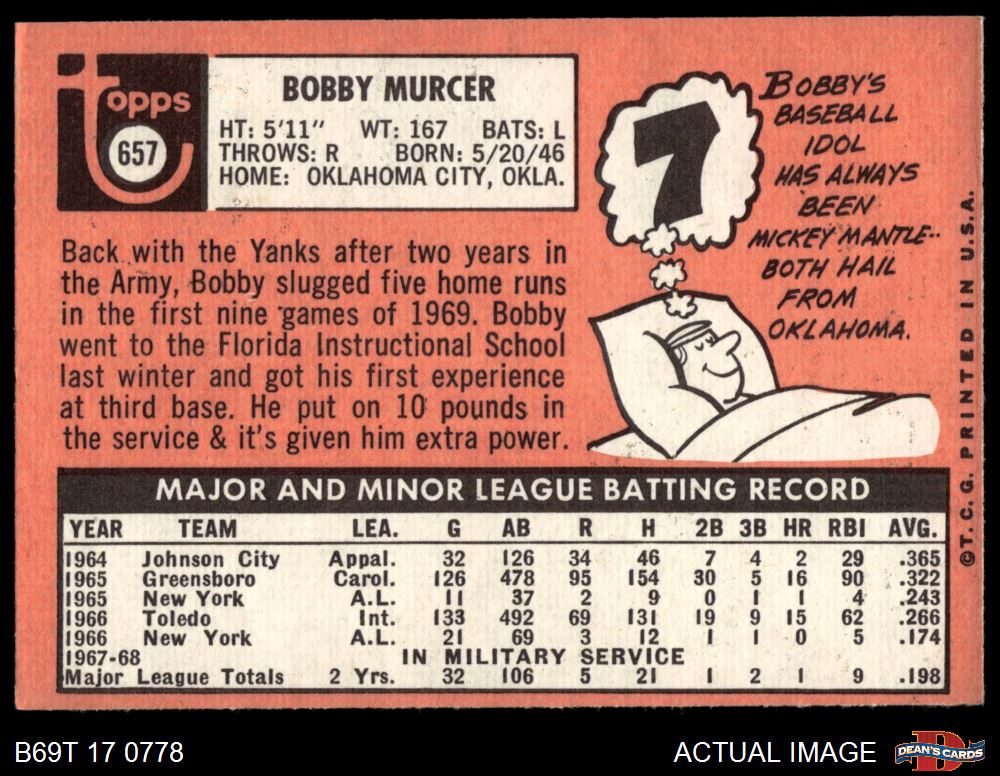 topps
657
BOBBY MURCER
HT: 5'11" WT: 167 BATS: L
THROWS: R BORN: 5/20/46
HOME: OKLAHOMA CITY, OKLA.
Back with the Yanks after two years in
the Army, Bobby slugged five home runs
in the first nine games of 1969. Bobby
went to the Florida Instructional School
last winter and got his first experience
at third base. He put on 10 pounds in
the service & it's given him extra power.
7
BOBBY'S
BASEBALL
IDOL
HAS ALWAYS
BEEN
MICKEY MANTLE--
BOTH HAIL
FROM
OKLAHOMA.
MAJOR AND MINOR LEAGUE BATTING RECORD
YEAR TEAM LEA. G AB R H 2B 3B HR RBI AVG.
1964 Johnson City Appal. 32 126 34 46 7 4 2 29 .365
1965 Greensboro Carol. 126 478 95 154 30 5 16 90 .322
1965 New York A.L. 11 37 2 9 0 1 1 4 .243
1966 Toledo Int. 133 492 69 131 19 9 15 62 .266
1966 New York A.L. 21 69 3 12 1 1 0 5 .174
1967-68 IN MILITARY SERVICE
Major League Totals 2 Yrs. 32 106 5 21 1 2 1 9 .198
©T.C.G. PRINTED IN U.S.A.
B69T 17 0778
ACTUAL IMAGE
DEAN'S CARDS